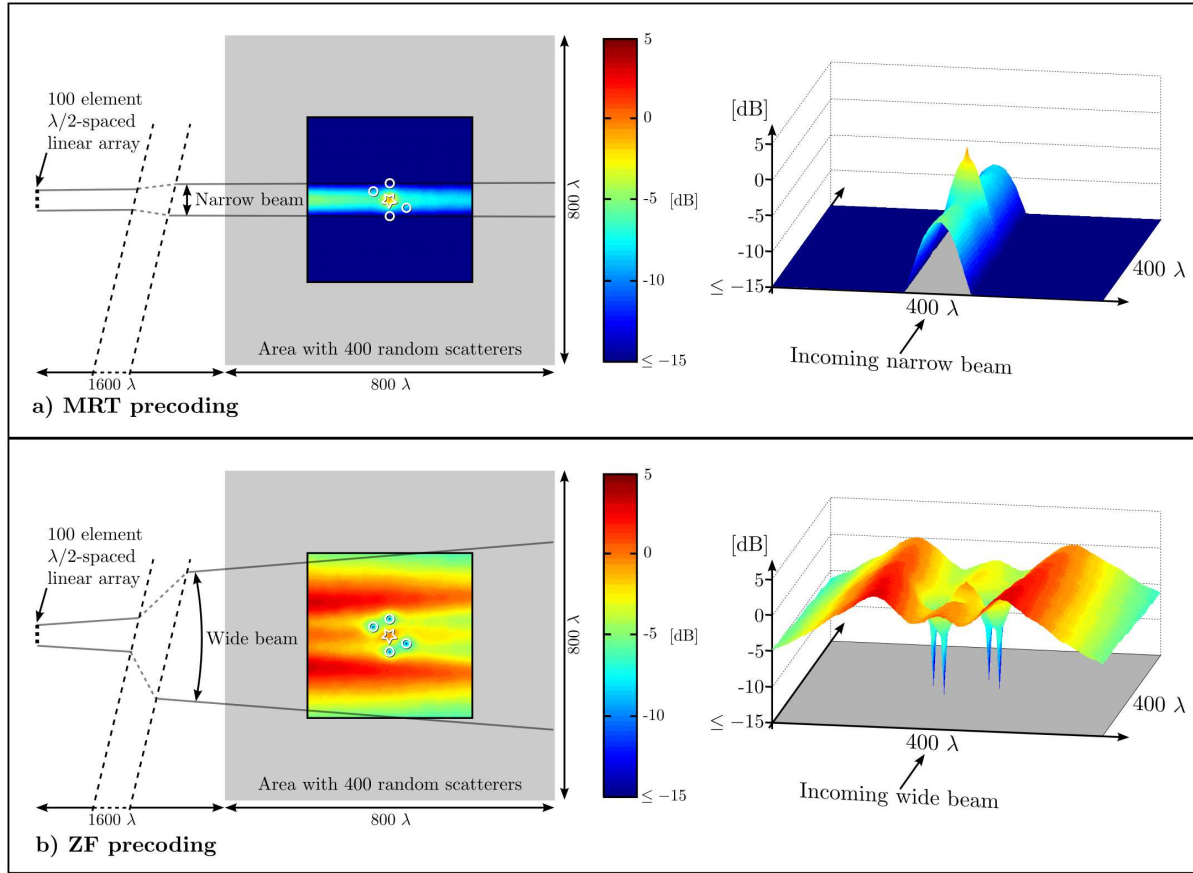 100 element
λ/2-spaced
linear array
Narrow beam
Area with 400 random scatterers
1600 λ
800 λ
800 λ
5
0
-5
[dB]
-10
≤ −15
[dB]
5
0
-5
-10
≤ −15
400 λ
400 λ
Incoming narrow beam
a) MRT precoding
100 element
λ/2-spaced
linear array
Wide beam
Area with 400 random scatterers
1600 λ
800 λ
800 λ
5
0
-5
[dB]
-10
≤ −15
[dB]
5
0
-5
-10
≤ −15
400 λ
400 λ
Incoming wide beam
b) ZF precoding